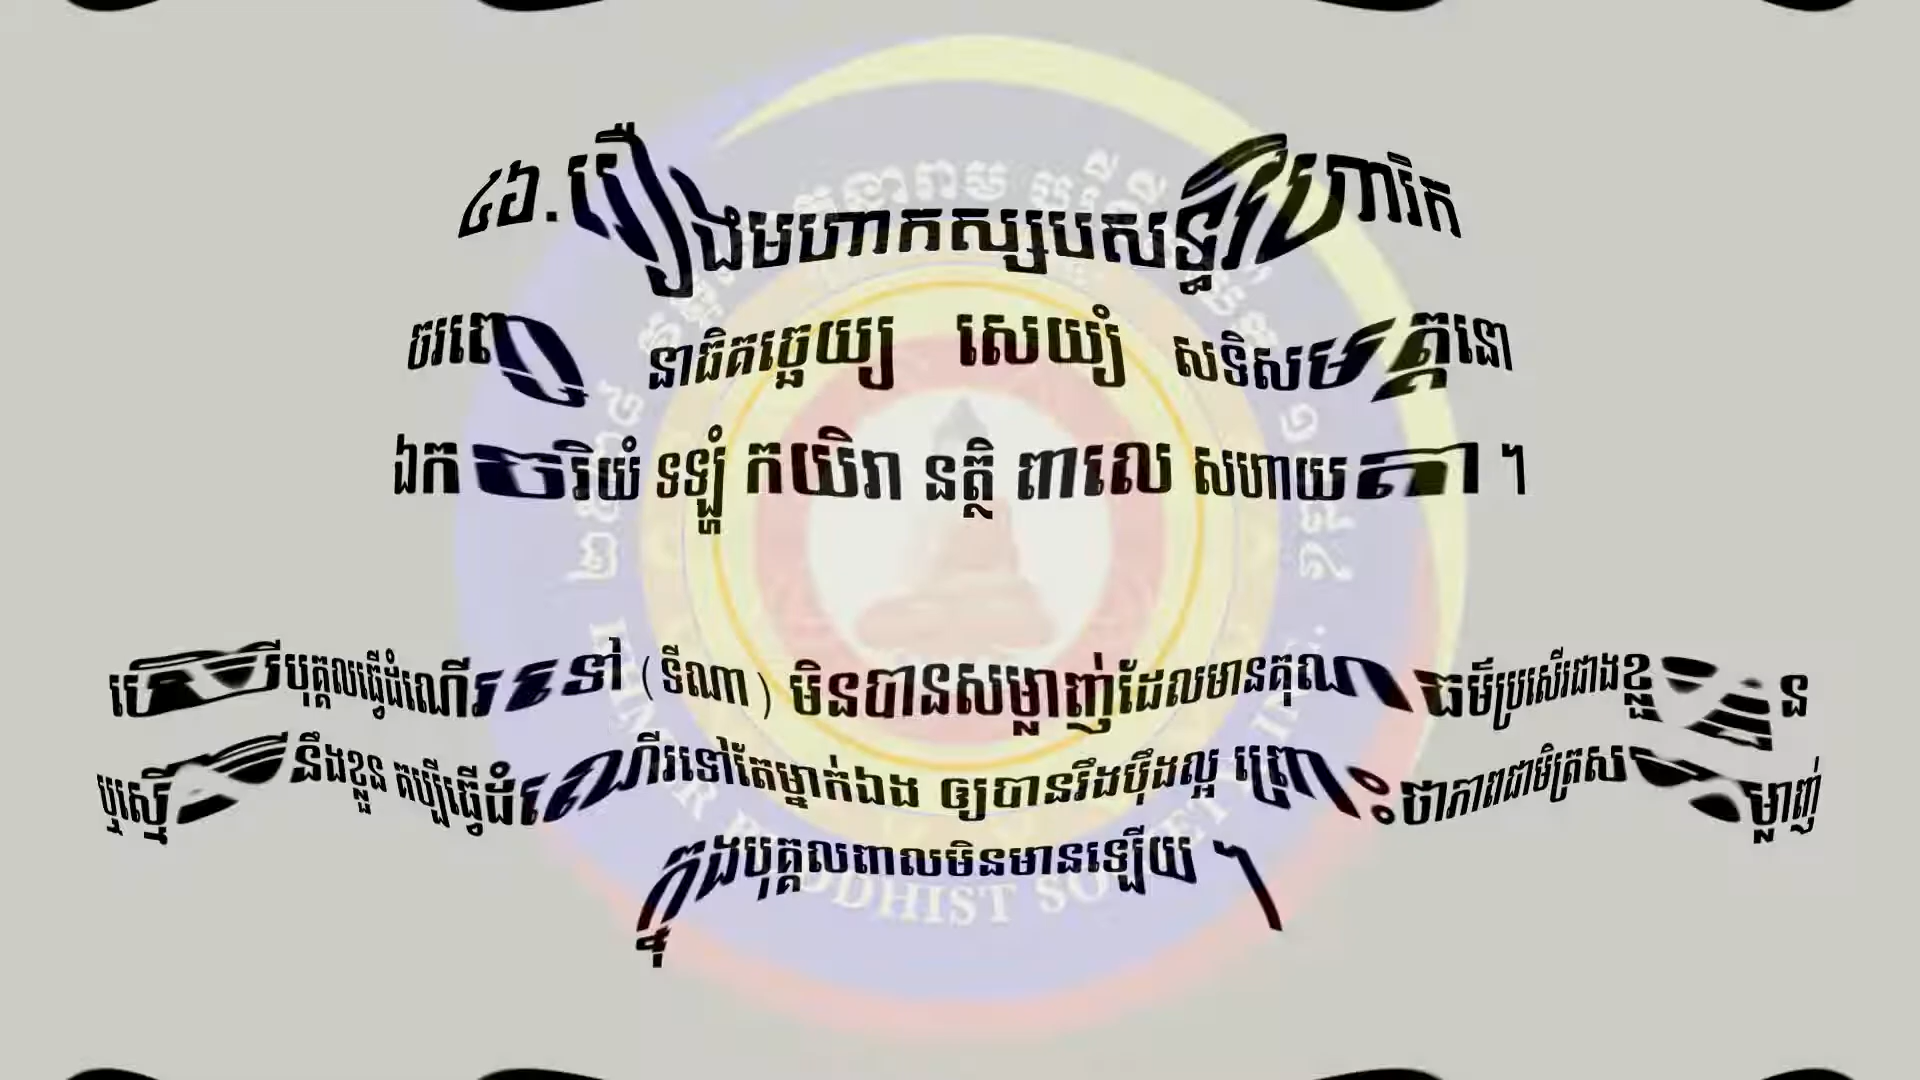 ៤៦.រឿងមហាកស្សបសទ្ធិវិហារិក
ចរញ្ចេ នាធិគច្ឆេយ្យ សេយ្យំ សទិសមត្តនោ
ឯកចរិយំ ទឡ្ហំ កយិរា នត្ថិ ពាលេ សហាយតា ។
បើបុគ្គលធ្វើដំណើរទៅ (ទីណា) មិនបានសម្លាញ់ដែលមានគុណធម៌ប្រសើរជាងខ្លួន
ឬស្មើនឹងខ្លួន គប្បីធ្វើដំណើរទៅតែម្នាក់ឯង ឲ្យបានរឹងប៉ឹងល្អ ព្រោះថាភាពជាមិត្រសម្លាញ់
ក្នុងបុគ្គលពាលមិនមានឡើយ ។
BUDDHIST SOCIETY